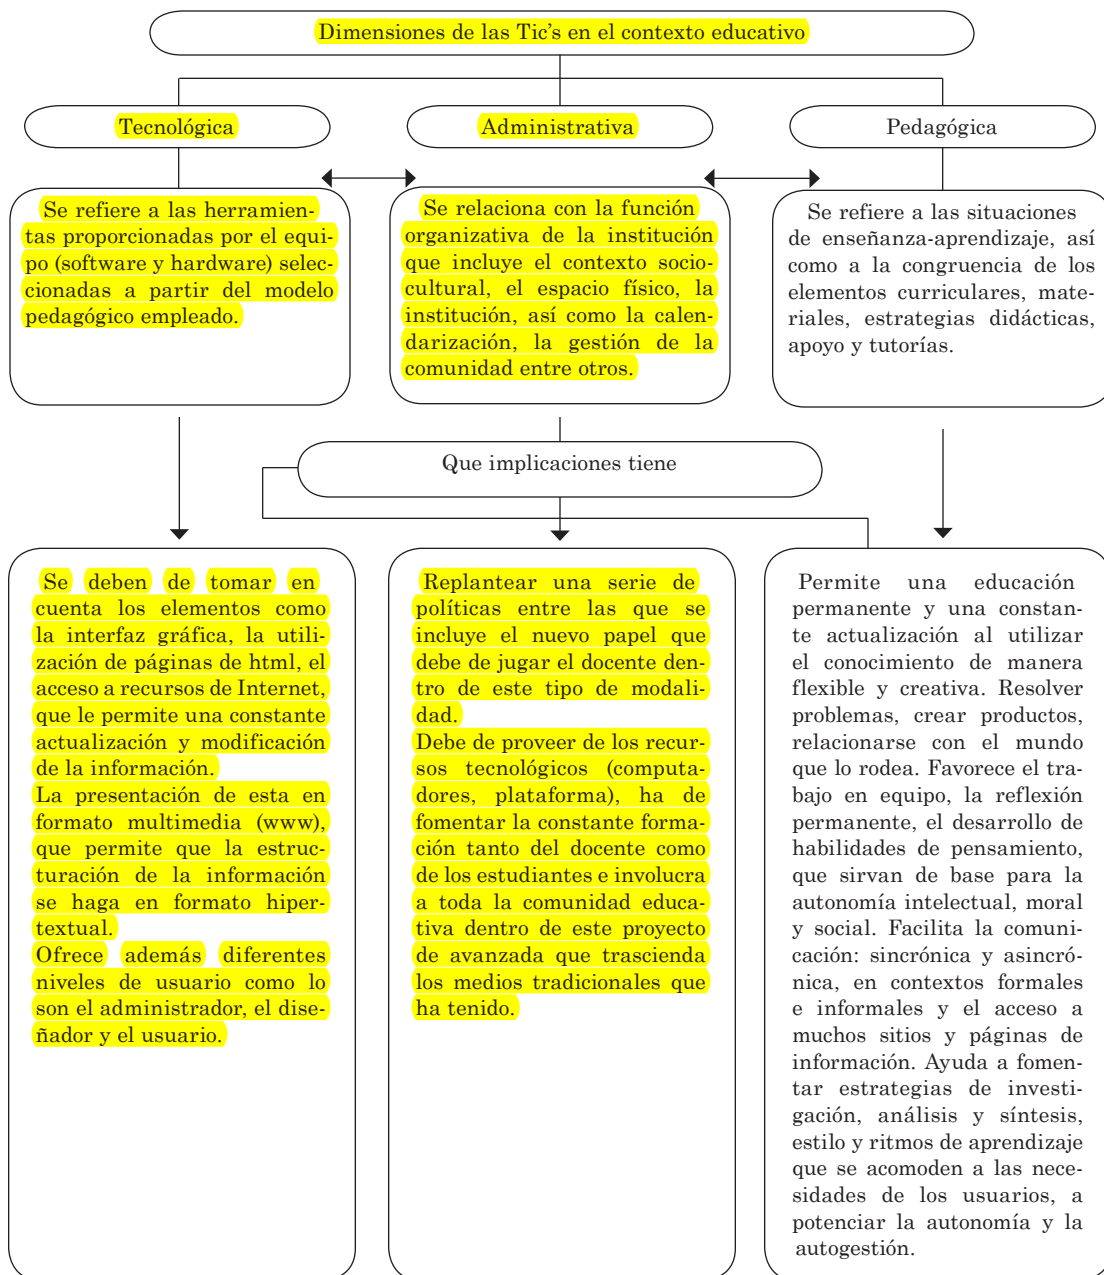 Dimensiones de las Tic's en el contexto educativo
Tecnológica
Administrativa
Pedagógica
Se refiere a las herramien-
tas proporcionadas por el equi-
po (software y hardware) selec-
cionadas a partir del modelo
pedagógico empleado.
Se relaciona con la función
organizativa de la institución
que incluye el contexto socio-
cultural, el espacio físico, la
institución, así como la calen-
darización, la gestión de la
comunidad entre otros.
Se refiere a las situaciones
de enseñanza-aprendizaje, así
como a la congruencia de los
elementos curriculares, mate-
riales, estrategias didácticas,
apoyo y tutorías.
Que implicaciones tiene
Se deben de tomar en
cuenta los elementos como
la interfaz gráfica, la utili-
zación de páginas de html, el
acceso a recursos de Internet,
que le permite una constante
actualización y modificación
de la información.
La presentación de esta en
formato multimedia (www),
que permite que la estruc-
turación de la información
se haga en formato hiper-
textual.
Ofrece además diferentes
niveles de usuario como lo
son el administrador, el dise-
ñador y el usuario.
Replantear una serie de
políticas entre las que se
incluye el nuevo papel que
debe de jugar el docente den-
tro de este tipo de modali-
dad.
Debe de proveer de los recur-
sos tecnológicos (computa-
dores, plataforma), ha de
fomentar la constante forma-
ción tanto del docente como
de los estudiantes e involucra
a toda la comunidad educa-
tiva dentro de este proyecto
de avanzada que trascienda
los medios tradicionales que
ha tenido.
Permite una educación
permanente y una constan-
te actualización al utilizar
el conocimiento de manera
flexible y creativa. Resolver
problemas, crear productos,
relacionarse con el mundo
que lo rodea. Favorece el tra-
bajo en equipo, la reflexión
permanente, el desarrollo de
habilidades de pensamiento,
que sirvan de base para la
autonomía intelectual, moral
y social. Facilita la comuni-
cación: sincrónica y asincró-
nica, en contextos formales
e informales y el acceso a
muchos sitios y páginas de
información. Ayuda a fomen-
tar estrategias de investi-
gación, análisis y síntesis,
estilo y ritmos de aprendizaje
que se acomoden a las nece-
sidades de los usuarios, a
potenciar la autonomía y la
autogestión.